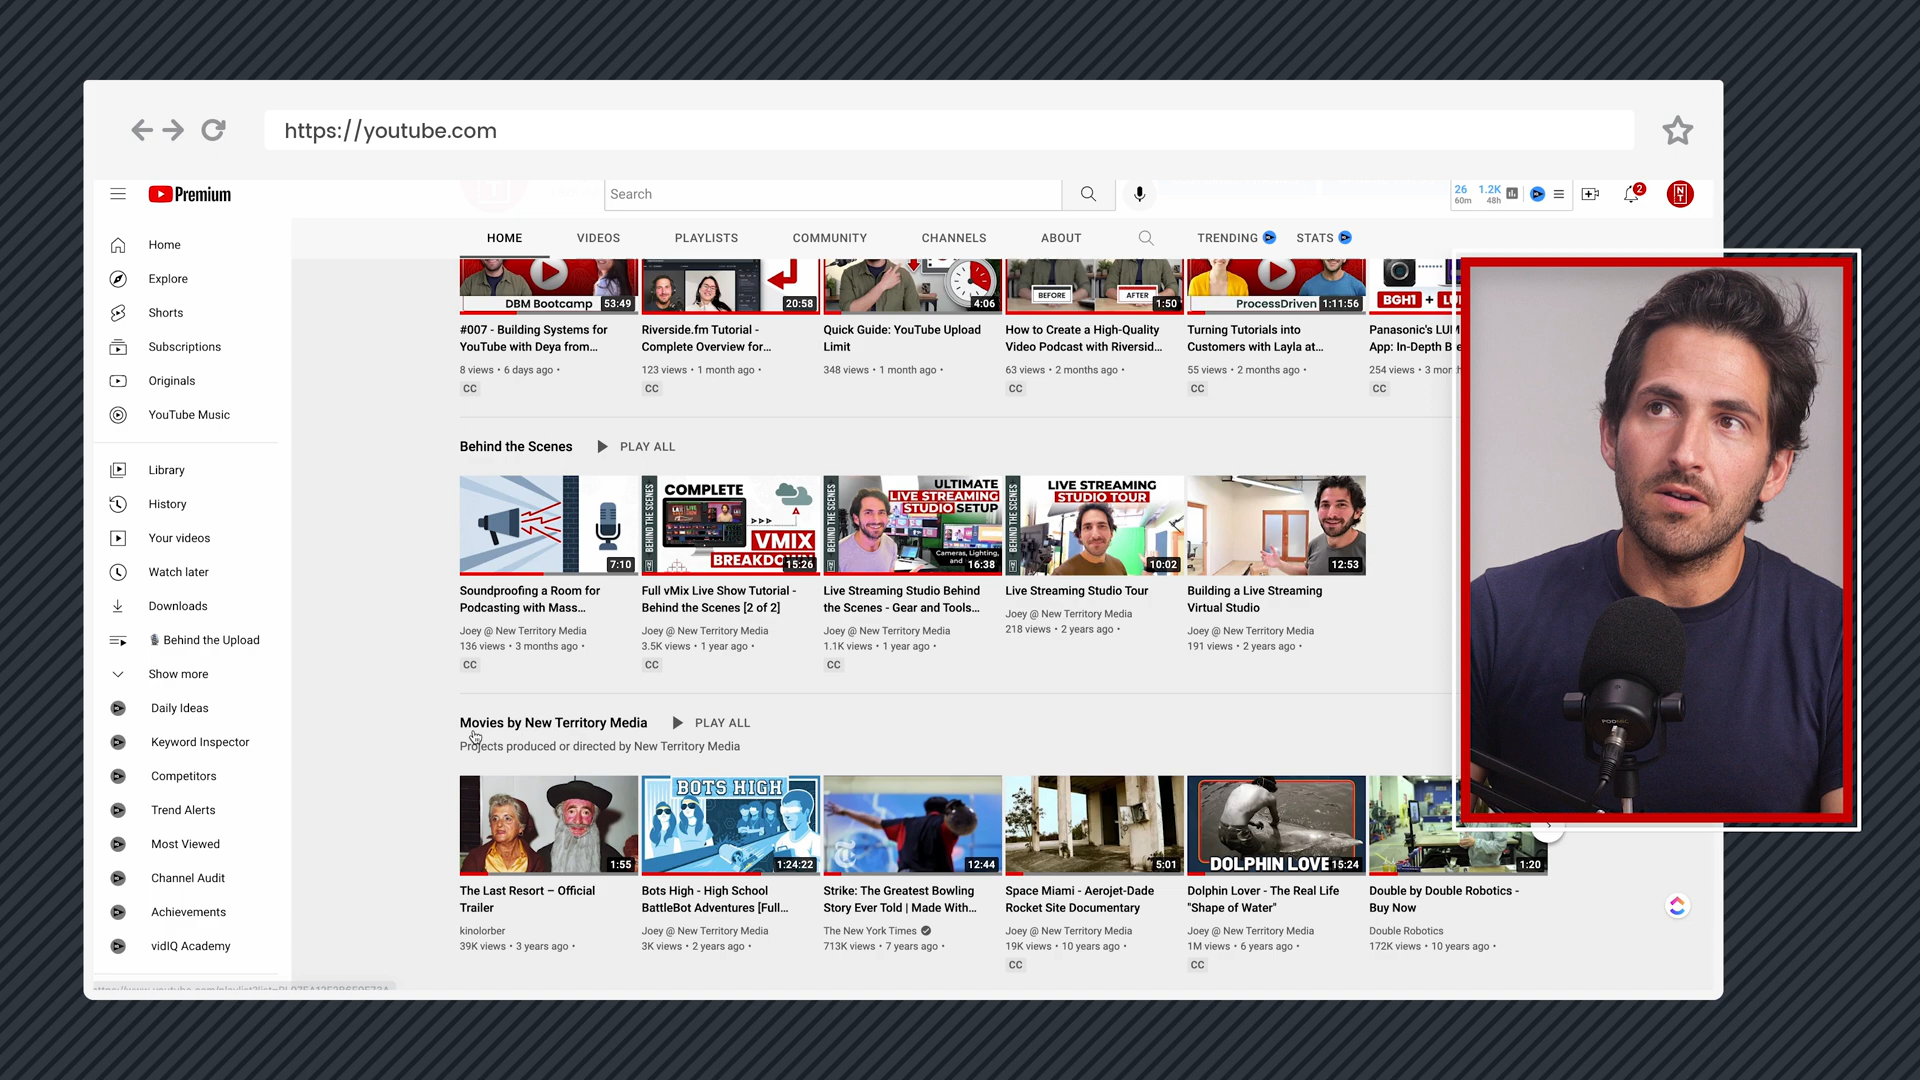 https://youtube.com
Premium
Search
26
60m
1.2K
48h
2
HOME
VIDEOS
PLAYLISTS
COMMUNITY
CHANNELS
ABOUT
TRENDING
STATS
Home
Explore
Shorts
Subscriptions
Originals
YouTube Music
Library
History
Your videos
Watch later
Downloads
Behind the Upload
Show more
Daily Ideas
Keyword Inspector
Competitors
Trend Alerts
Most Viewed
Channel Audit
Achievements
vidIQ Academy
DBM Bootcamp
53:49
#007 - Building Systems for
YouTube with Deya from...
8 views • 6 days ago •
CC
20:58
Riverside.fm Tutorial -
Complete Overview for...
123 views • 1 month ago •
CC
4:06
Quick Guide: YouTube Upload
Limit
348 views • 1 month ago •
BEFORE
AFTER
1:50
How to Create a High-Quality
Video Podcast with Riversid...
63 views • 2 months ago •
CC
ProcessDriven
1:11:56
Turning Tutorials into
Customers with Layla at...
55 views • 2 months ago •
CC
BGH1 +
Panasonic's
App: In-Depth
254 views • 3
CC
Behind the Scenes
PLAY ALL
7:10
Soundproofing a Room for
Podcasting with Mass...
Joey @ New Territory Media
136 views • 3 months ago •
CC
BEHIND THE SCENES
COMPLETE
VMIX
BREAKDOWN
15:26
Full vMix Live Show Tutorial -
Behind the Scenes [2 of 2]
Joey @ New Territory Media
3.5K views • 1 year ago •
CC
BEHIND THE SCENES
ULTIMATE
LIVE STREAMING
STUDIO SETUP
Cameras, Lighting,
and
16:38
Live Streaming Studio Behind
the Scenes - Gear and Tools...
Joey @ New Territory Media
1.1K views • 1 year ago •
CC
BEHIND THE SCENES
LIVE STREAMING
STUDIO TOUR
10:02
Live Streaming Studio Tour
Joey @ New Territory Media
218 views • 2 years ago •
12:53
Building a Live Streaming
Virtual Studio
Joey @ New Territory Media
191 views • 2 years ago •
Movies by New Territory Media
PLAY ALL
Projects produced or directed by New Territory Media
1:55
The Last Resort – Official
Trailer
kinolorber
39K views • 3 years ago •
BOTS HIGH
1:24:22
Bots High - High School
BattleBot Adventures [Full...
Joey @ New Territory Media
3K views • 2 years ago •
12:44
Strike: The Greatest Bowling
Story Ever Told | Made With...
The New York Times
713K views • 7 years ago •
5:01
Space Miami - Aerojet-Dade
Rocket Site Documentary
Joey @ New Territory Media
19K views • 10 years ago •
CC
DOLPHIN LOVE
15:24
Dolphin Lover - The Real Life
"Shape of Water"
Joey @ New Territory Media
1M views • 6 years ago •
CC
1:20
Double by Double Robotics -
Buy Now
Double Robotics
172K views • 10 years ago •
PODMIC